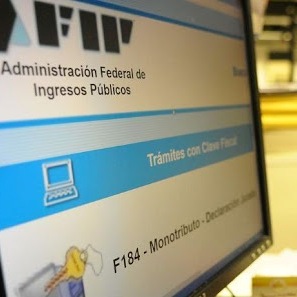 AFIP
Administración Federal de
Ingresos Públicos
Trámites con Clave Fiscal
F184 - Monotributo - Declaración Jurada